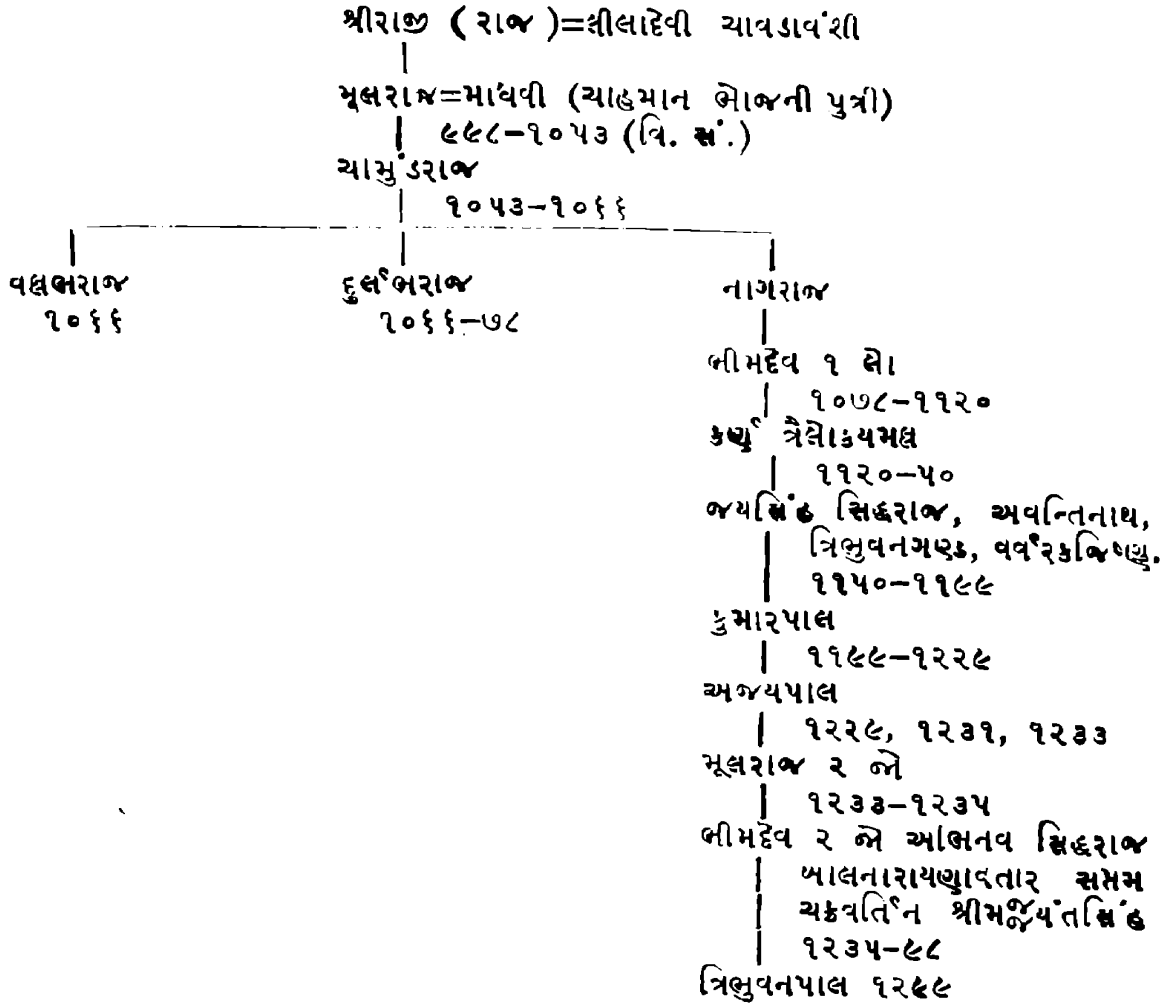 શ્રીરાજી ( રાજ )=લીલાદેવી ચાવડાવંશી
મૂલરાજ=માધવી (ચાહમાન ભોજની પુત્રી)
૯૯૮–૧૦૫૩ (વિ. સં.)
ચામુંડરાજ
૧૦૫૩–૧૦૬૬
વલ્લભરાજ દુર્લભરાજ નાગરાજ
૧૦૬૬ ૧૦૬૬–૭૮
ભીમદેવ ૧ લો
૧૦૭૮–૧૧૨૦
કર્ણ ત્રૈલોકયમલ્લ
૧૧૨૦–૫૦
જયસિંહ સિદ્ધરાજ, અવન્તિનાથ,
ત્રિભુવનગણ્ડ, વર્વરકજિષ્ણુ.
૧૧૫૦–૧૧૯૯
કુમારપાલ
૧૧૯૯–૧૨૨૯
અજયપાલ
૧૨૨૯, ૧૨૩૧, ૧૨૩૩
મૂલરાજ ૨ જો
૧૨૩૩–૧૨૩૫
ભીમદેવ ૨ જો અભિનવ સિદ્ધરાજ
બાલનારાયણાવતાર સપ્તમ
ચક્રવર્તિન શ્રીમજ્જયંતસિંહ
૧૨૩૫–૯૮
ત્રિભુવનપાલ ૧૨૯૯